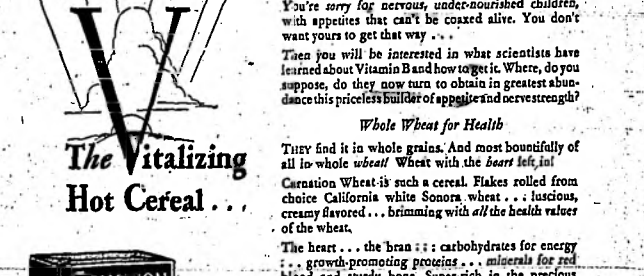 The Vitalizing
Hot Cereal . . .
You're sorry for nervous, under-nourished children,
with appetites that can't be coaxed alive. You don't
want yours to get that way . . .
Then you will be interested in what scientists have
learned about Vitamin B and how to get it. Where, do you
suppose, do they now turn to obtain in greatest abun-
dance this priceless builder of appetite and nerve strength?
Whole Wheat for Health
THEY find it in whole grains. And most bountifully of
all in whole wheat! Wheat with the heart left in!
Carnation Wheat is such a cereal. Flakes rolled from
choice California white Sonora wheat . . . luscious,
creamy flavored . . . brimming with all the health values
of the wheat.
The heart . . . the bran . . . carbohydrates for energy
. . . growth-promoting proteins . . . minerals for red